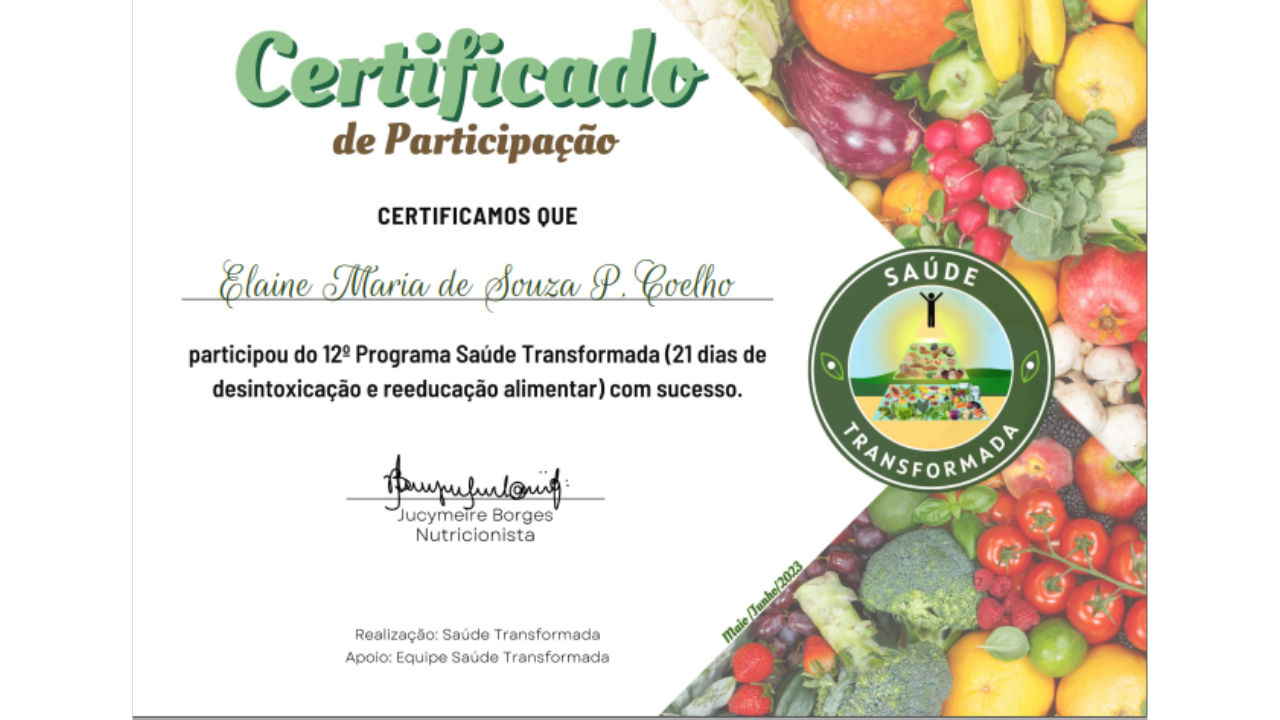 Certificado
de Participação
CERTIFICAMOS QUE
Elaine Maria de Souza P. Coelho
participou do 12º Programa Saúde Transformada (21 dias de
desintoxicação e reeducação alimentar) com sucesso.
SAÚDE
TRANSFORMADA
Jucymeire Borges
Nutricionista
Maio/Junho/2023
Realização: Saúde Transformada
Apoio: Equipe Saúde Transformada